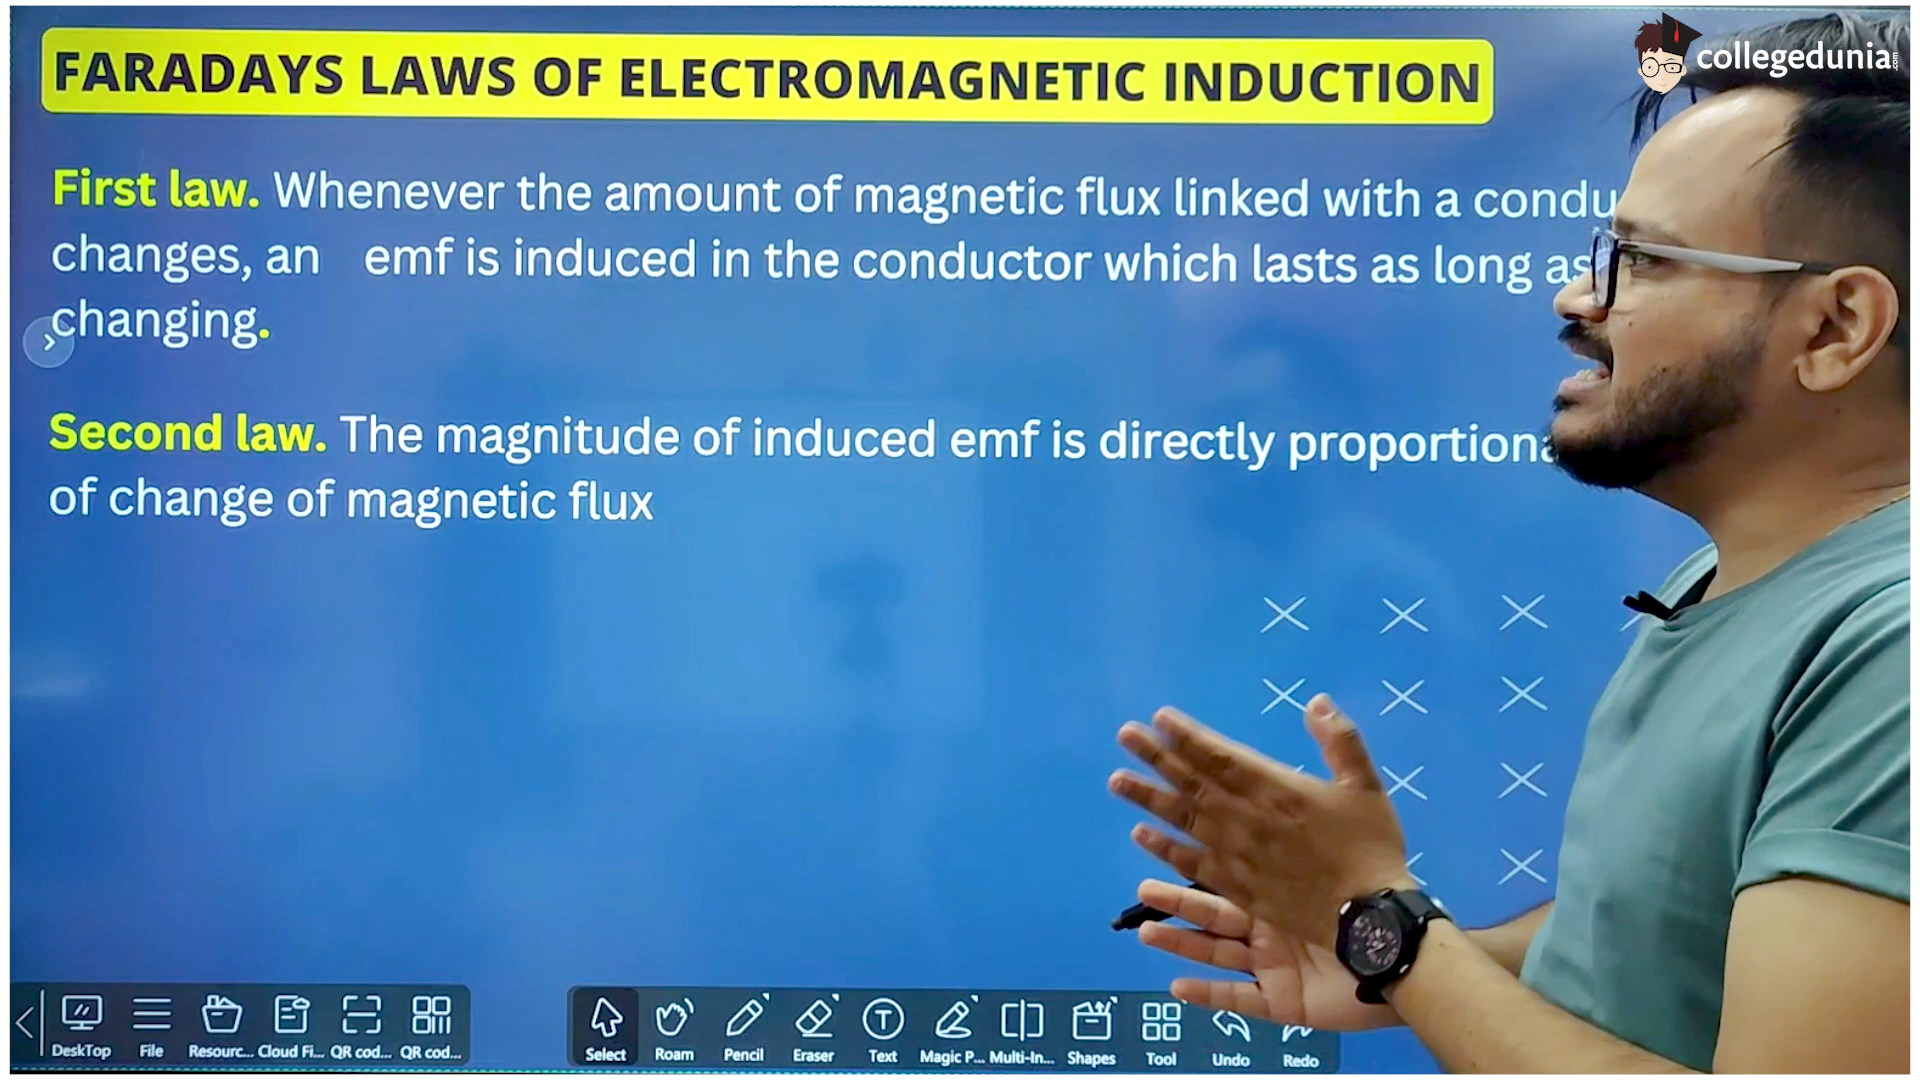 FARADAYS LAWS OF ELECTROMAGNETIC INDUCTION
collegedunia.com
First law. Whenever the amount of magnetic flux linked with a condu
changes, an emf is induced in the conductor which lasts as long as
changing.
Second law. The magnitude of induced emf is directly proportiona
of change of magnetic flux
DeskTop File Resourc... Cloud Fi... QR cod... QR cod... Select Roam Pencil Eraser Text Magic P... Multi-In... Shapes Tool Undo Redo